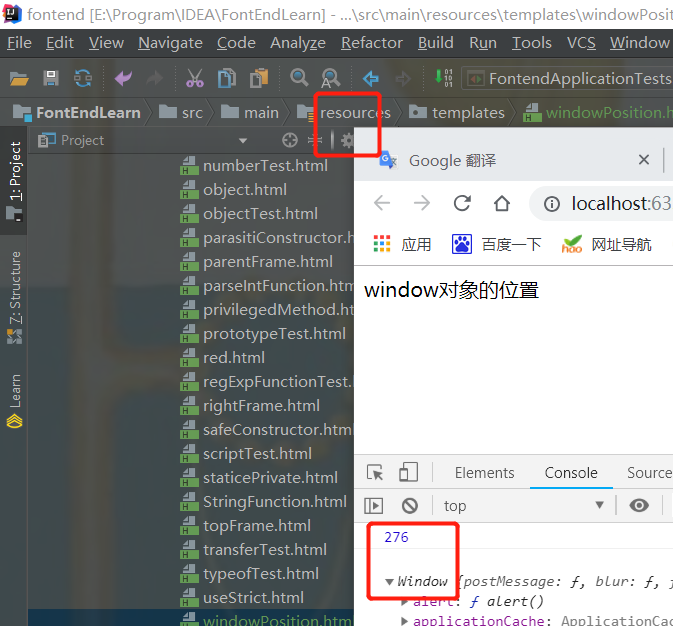 fontend [E:\Program\IDEA\FontEndLearn] - ...\src\main\resources\templates\windowPosit
File Edit View Navigate Code Analyze Refactor Build Run Tools VCS Window
FontendApplicationTests
FontEndLearn src main resources templates windowPosition.h
1: Project
Z: Structure
Learn
Project
numberTest.html
object.html
objectTest.html
parasitiConstructor.h
parentFrame.html
parseIntFunction.htm
privilegedMethod.ht
prototypeTest.html
red.html
regExpFunctionTest.
rightFrame.html
safeConstructor.html
scriptTest.html
staticePrivate.html
StringFunction.html
topFrame.html
transferTest.html
typeofTest.html
useStrict.html
windowPosition.htm
Google 翻译
localhost:63
应用 百度一下 网址导航
window对象的位置
Elements Console Source
top
276
Window {postMessage: ƒ, blur: ƒ, ƒ
alert: ƒ alert()
applicationCache: ApplicationCa